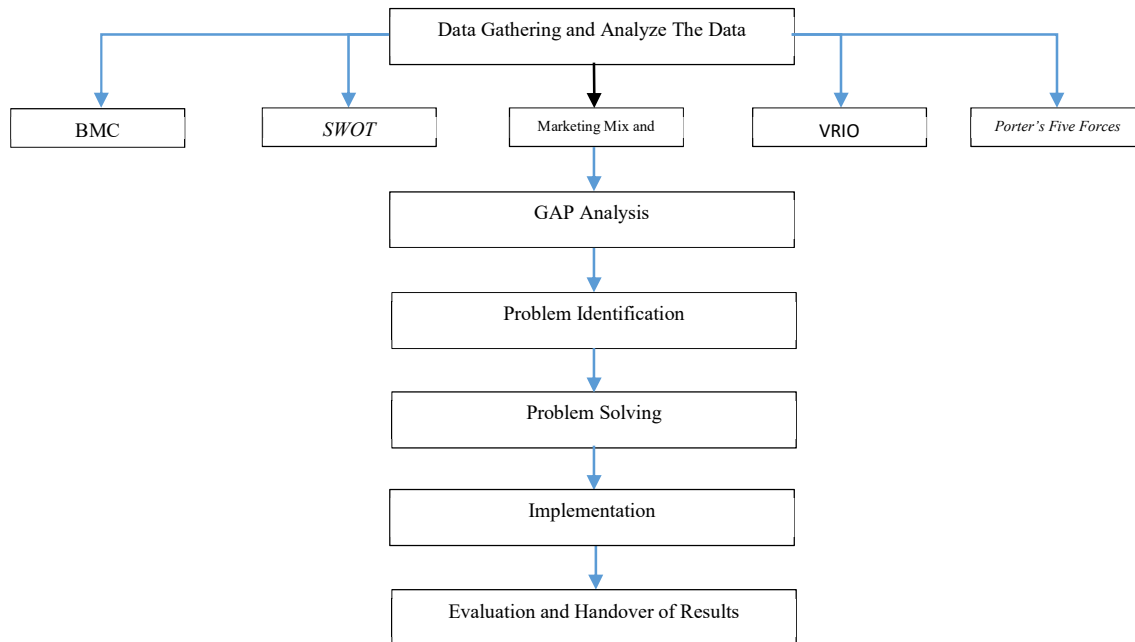 Data Gathering and Analyze The Data
BMC
SWOT
Marketing Mix and
VRIO
Porter’s Five Forces
GAP Analysis
Problem Identification
Problem Solving
Implementation
Evaluation and Handover of Results